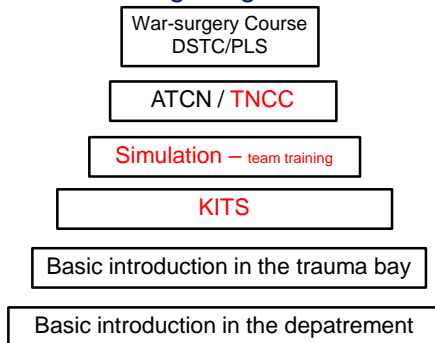 War-surgery Course
DSTC/PLS
ATCN / TNCC
Simulation – team training
KITS
Basic introduction in the trauma bay
Basic introduction in the depatrement